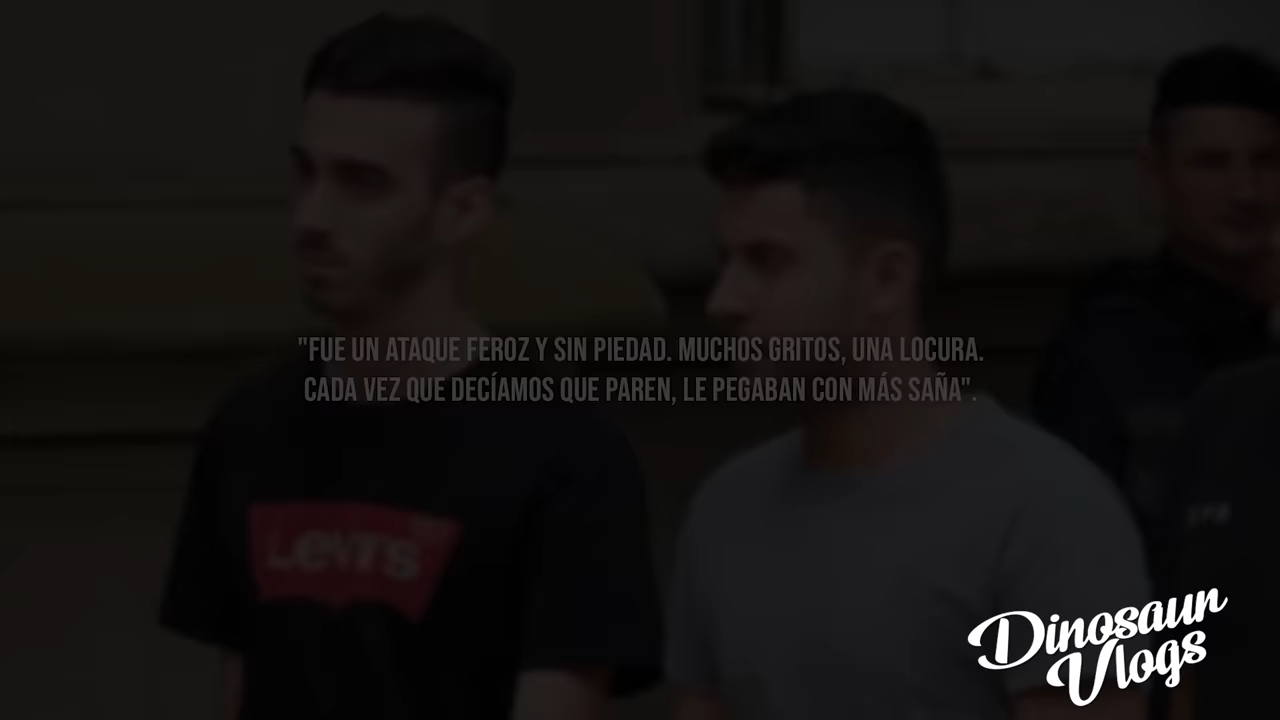 "FUE UN ATAQUE FEROZ Y SIN PIEDAD. MUCHOS GRITOS, UNA LOCURA.
CADA VEZ QUE DECÍAMOS QUE PAREN, LE PEGABAN CON MÁS SAÑA".
Levi's
Dinosaun
Vlogs